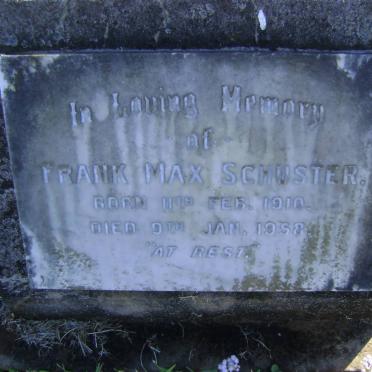 In Loving Memory
of
FRANK MAX SCHUSTER.
BORN 11TH FEB. 1910.
DIED 9TH JAN. 1958.
"AT REST."